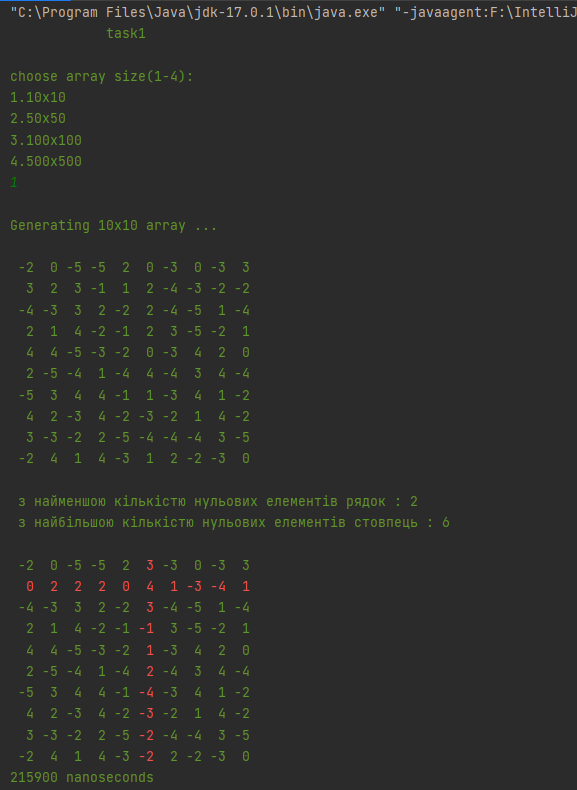 "C:\Program Files\Java\jdk-17.0.1\bin\java.exe" "-javaagent:F:\IntelliJ
task1
choose array size(1-4):
1.10x10
2.50x50
3.100x100
4.500x500
1
Generating 10x10 array ...
-2 0 -5 -5 2 0 -3 0 -3 3
3 2 3 -1 1 2 -4 -3 -2 -2
-4 -3 3 2 -2 2 -4 -5 1 -4
2 1 4 -2 -1 2 3 -5 -2 1
4 4 -5 -3 -2 0 -3 4 2 0
2 -5 -4 1 -4 4 -4 3 4 -4
-5 3 4 4 -1 1 -3 4 1 -2
4 2 -3 4 -2 -3 -2 1 4 -2
3 -3 -2 2 -5 -4 -4 -4 3 -5
-2 4 1 4 -3 1 2 -2 -3 0
з найменшою кількістю нульових елементів рядок : 2
з найбільшою кількістю нульових елементів стовпець : 6
-2 0 -5 -5 2 3 -3 0 -3 3
0 2 2 2 0 4 1 -3 -4 1
-4 -3 3 2 -2 3 -4 -5 1 -4
2 1 4 -2 -1 -1 3 -5 -2 1
4 4 -5 -3 -2 1 -3 4 2 0
2 -5 -4 1 -4 2 -4 3 4 -4
-5 3 4 4 -1 -4 -3 4 1 -2
4 2 -3 4 -2 -3 -2 1 4 -2
3 -3 -2 2 -5 -2 -4 -4 3 -5
-2 4 1 4 -3 -2 2 -2 -3 0
215900 nanoseconds